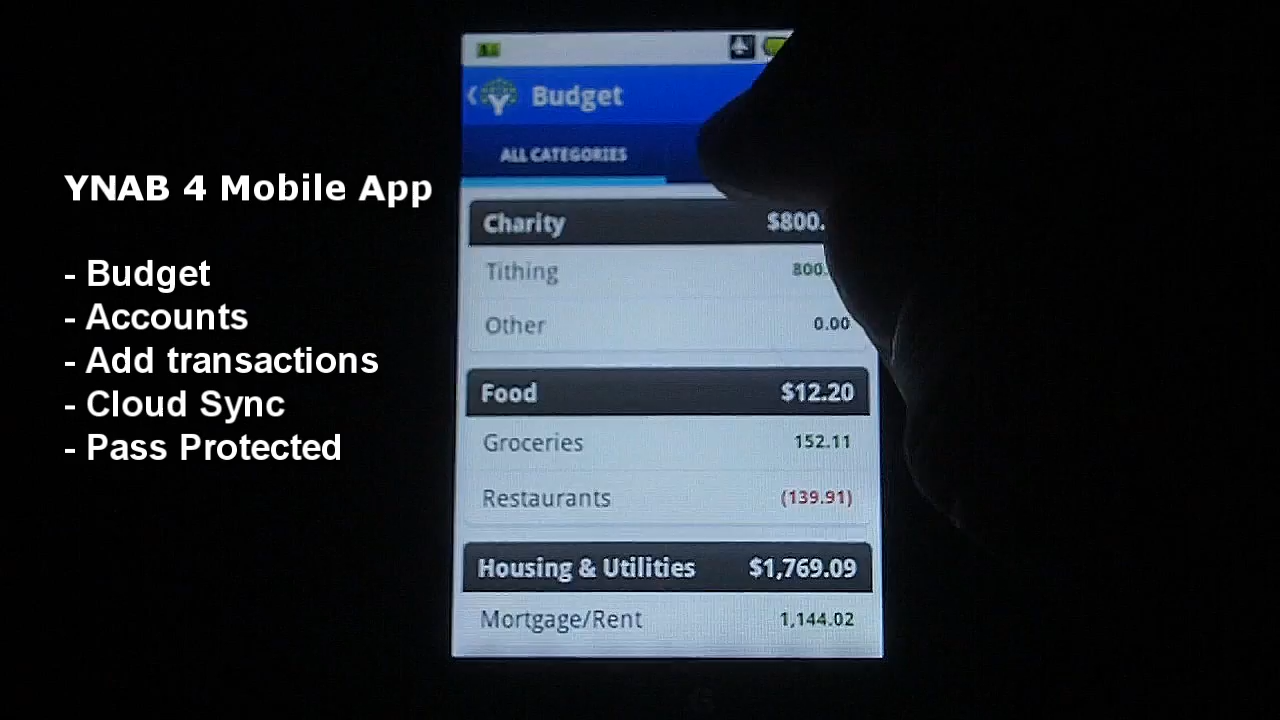 YNAB 4 Mobile App
- Budget
- Accounts
- Add transactions
- Cloud Sync
- Pass Protected
Budget
ALL CATEGORIES
Charity $800.
Tithing 800.
Other 0.00
Food $12.20
Groceries 152.11
Restaurants (139.91)
Housing & Utilities $1,769.09
Mortgage/Rent 1,144.02